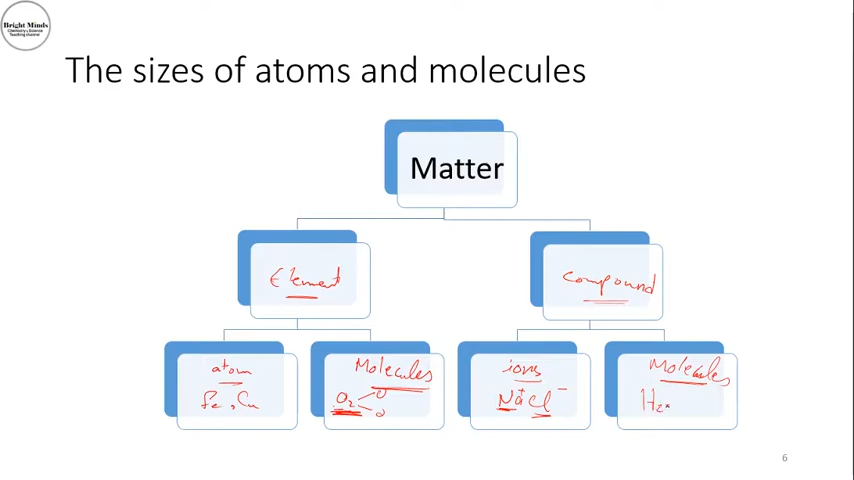 Bright Minds
Chemistry & Science
Teaching channel
The sizes of atoms and molecules
Matter
Element
compound
atom
Fe, Cu
Molecules
O2
O
O
ions
Na+Cl-
Molecules
H2
6